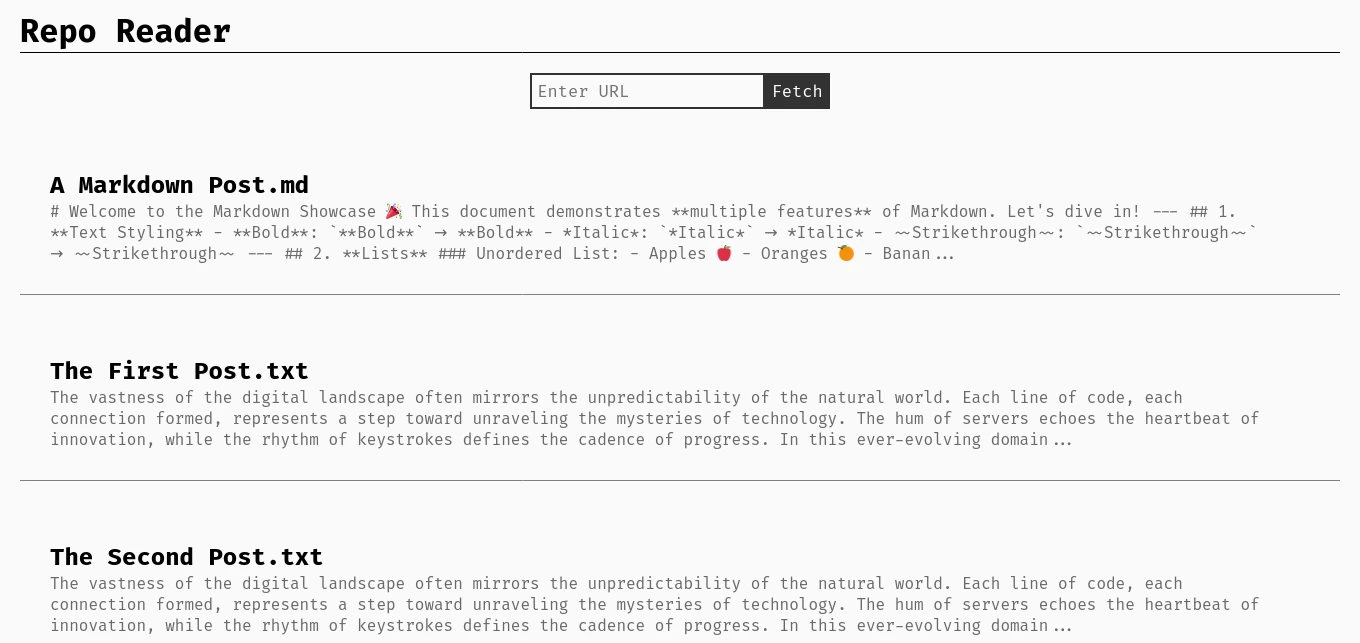 Repo Reader
Enter URL
Fetch
A Markdown Post.md
# Welcome to the Markdown Showcase 🎉 This document demonstrates **multiple features** of Markdown. Let's dive in! --- ## 1.
**Text Styling** - **Bold**: `**Bold**` → **Bold** - *Italic*: `*Italic*` → *Italic* - ~~Strikethrough~~: `~~Strikethrough~~`
→ ~~Strikethrough~~ --- ## 2. **Lists** ### Unordered List: - Apples 🍎 - Oranges 🍊 - Banan...
The First Post.txt
The vastness of the digital landscape often mirrors the unpredictability of the natural world. Each line of code, each
connection formed, represents a step toward unraveling the mysteries of technology. The hum of servers echoes the heartbeat of
innovation, while the rhythm of keystrokes defines the cadence of progress. In this ever-evolving domain...
The Second Post.txt
The vastness of the digital landscape often mirrors the unpredictability of the natural world. Each line of code, each
connection formed, represents a step toward unraveling the mysteries of technology. The hum of servers echoes the heartbeat of
innovation, while the rhythm of keystrokes defines the cadence of progress. In this ever-evolving domain...